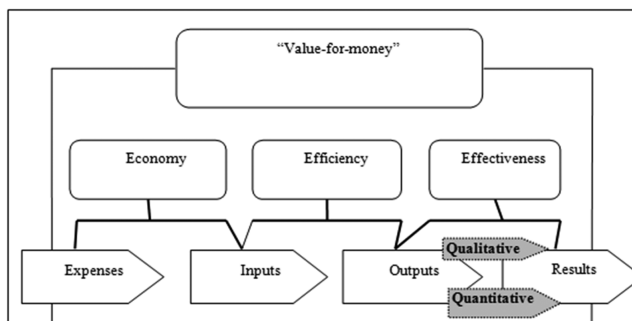 “Value-for-money”
Economy
Efficiency
Effectiveness
Qualitative
Expenses
Inputs
Outputs
Results
Quantitative